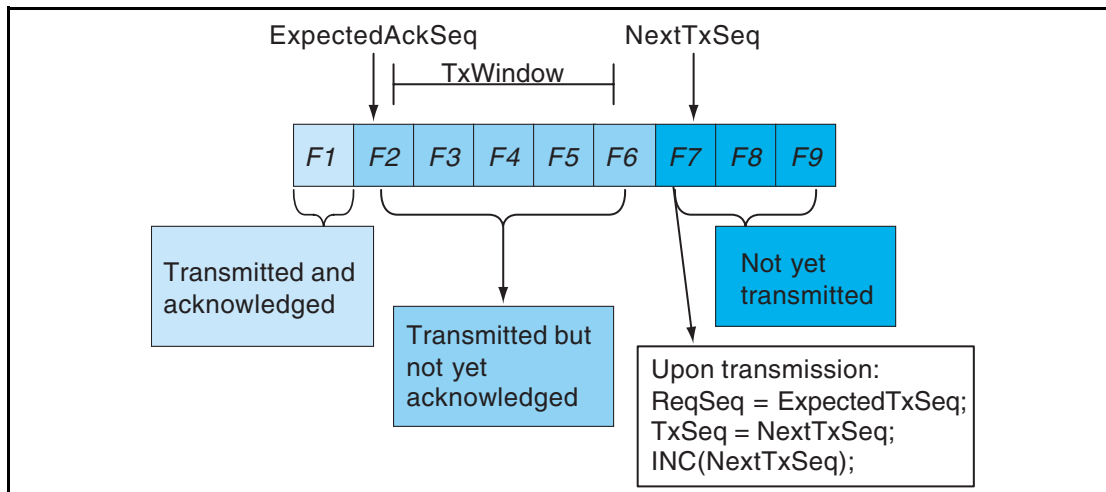 ExpectedAckSeq
NextTxSeq
TxWindow
F1 F2 F3 F4 F5 F6 F7 F8 F9
Transmitted and
acknowledged
Transmitted but
not yet
acknowledged
Not yet
transmitted
Upon transmission:
ReqSeq = ExpectedTxSeq;
TxSeq = NextTxSeq;
INC(NextTxSeq);